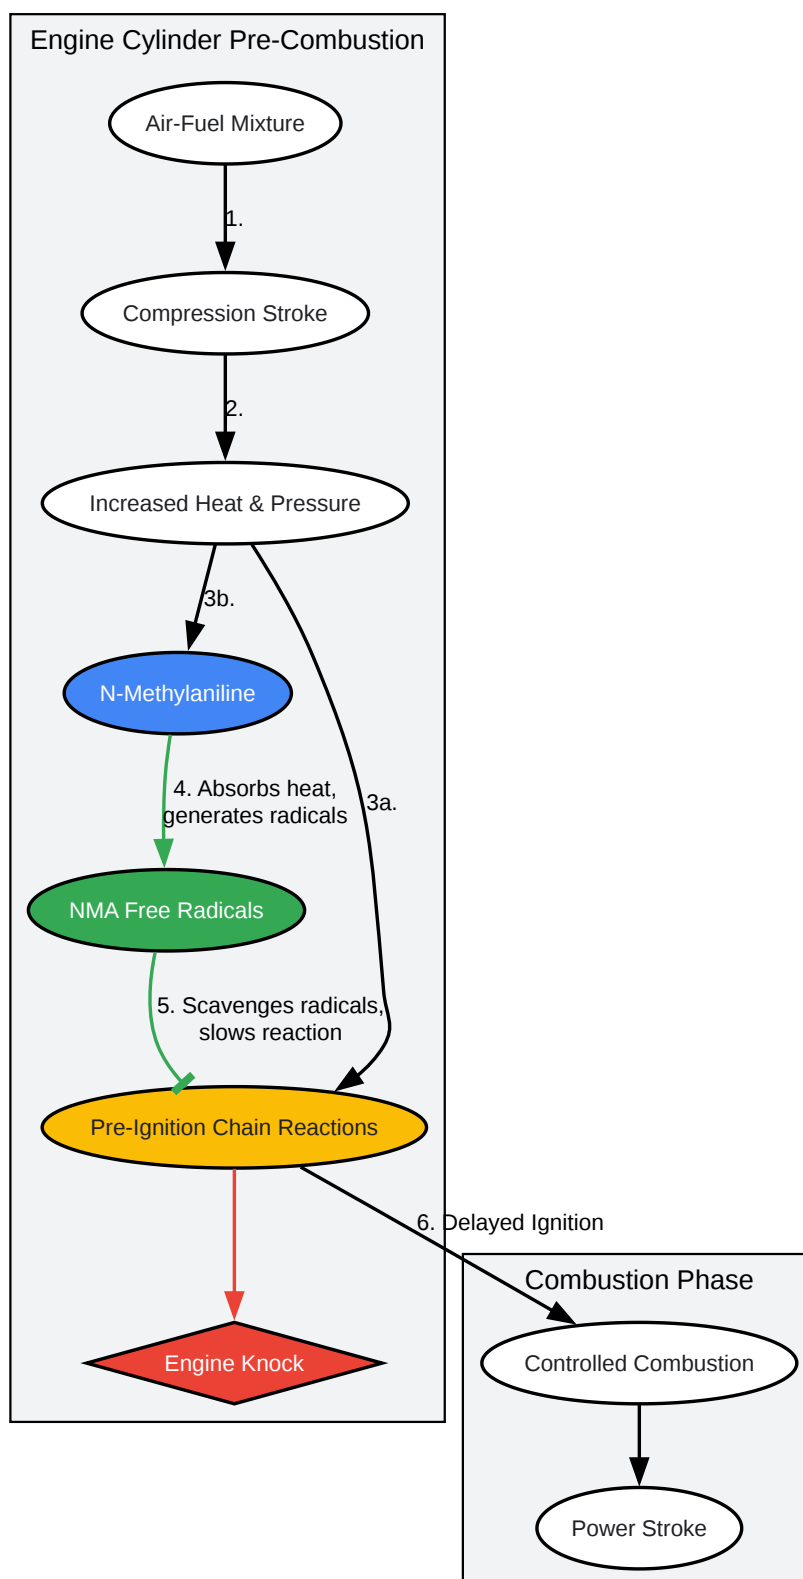 Engine Cylinder Pre-Combustion
Air-Fuel Mixture
1.
Compression Stroke
2.
Increased Heat & Pressure
3b.
N-Methylaniline
4. Absorbs heat,
generates radicals
3a.
NMA Free Radicals
5. Scavenges radicals,
slows reaction
Pre-Ignition Chain Reactions
6. Delayed Ignition
Combustion Phase
Engine Knock
Controlled Combustion
Power Stroke